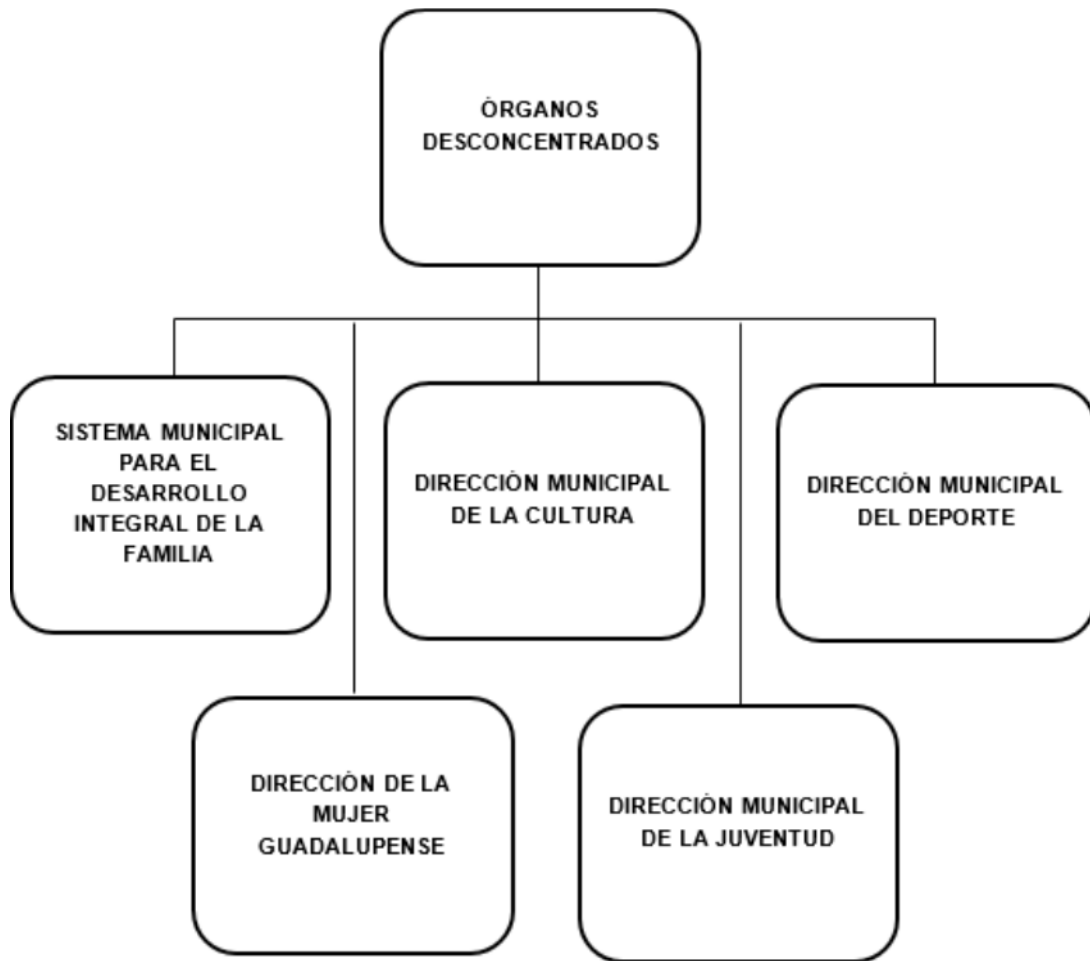 ÓRGANOS
DESCONCENTRADOS
SISTEMA MUNICIPAL
PARA EL
DESARROLLO
INTEGRAL DE LA
FAMILIA
DIRECCIÓN MUNICIPAL
DE LA CULTURA
DIRECCIÓN MUNICIPAL
DEL DEPORTE
DIRECCIÓN DE LA
MUJER
GUADALUPENSE
DIRECCIÓN MUNICIPAL
DE LA JUVENTUD